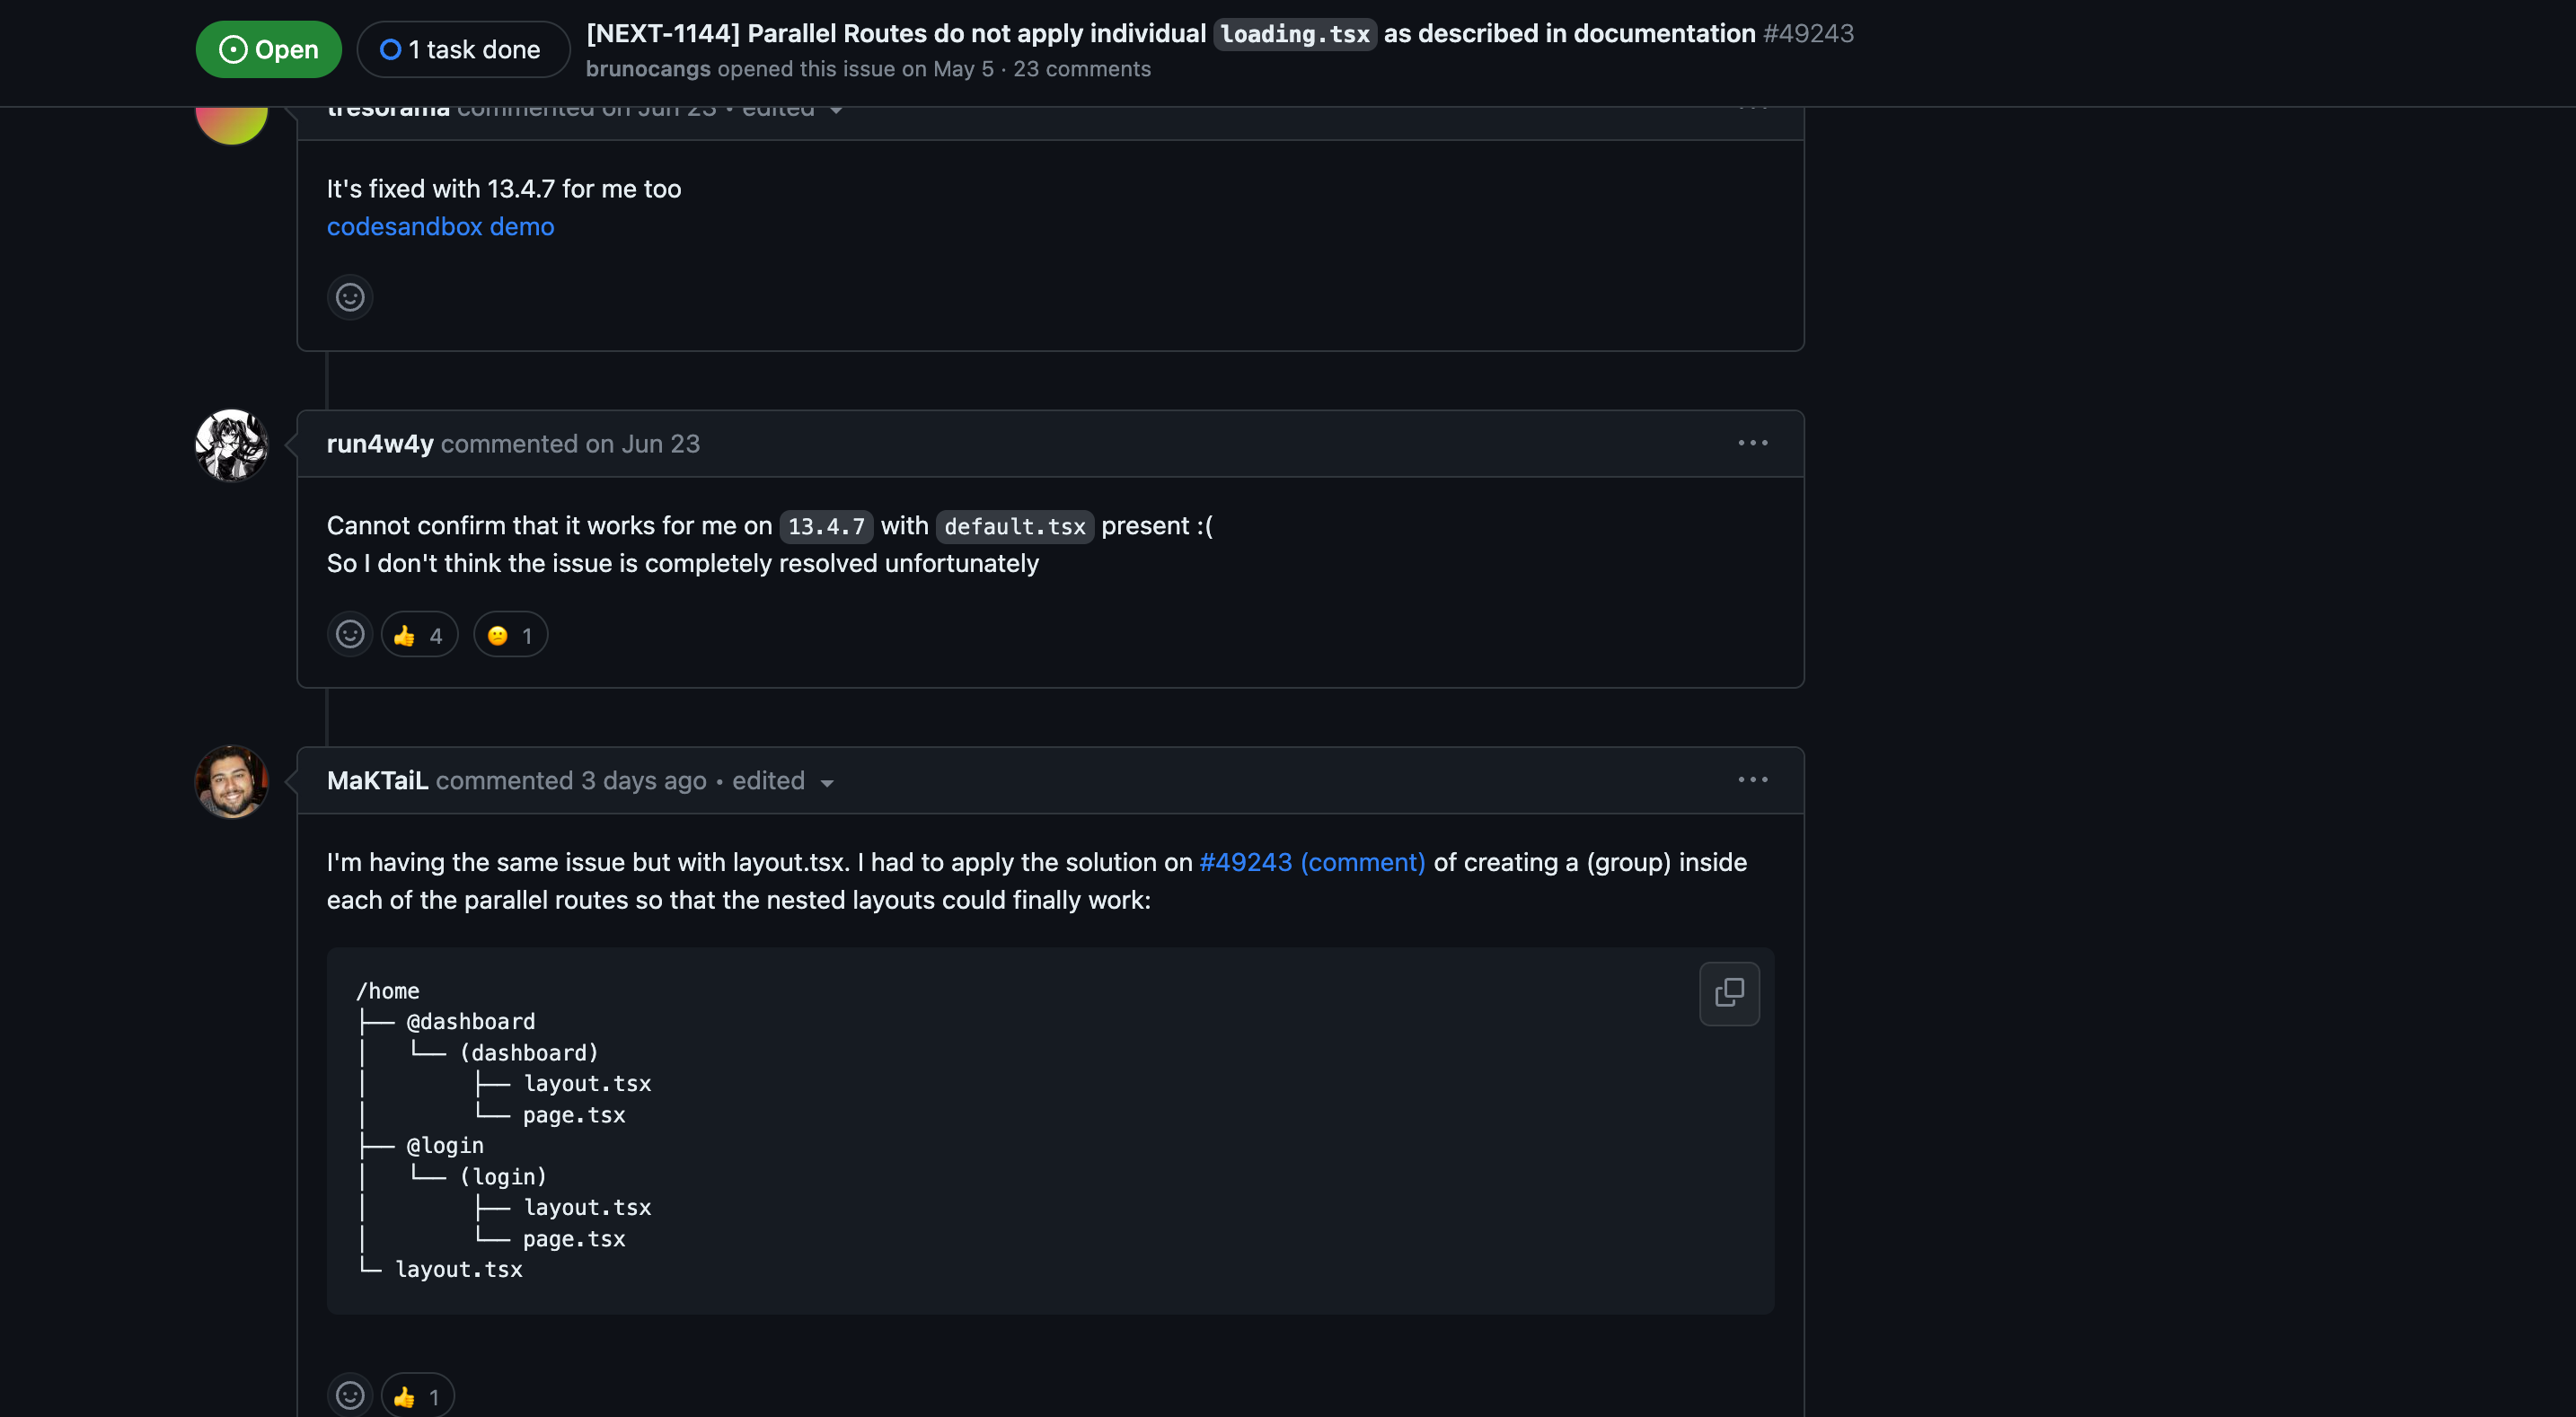 Open
1 task done
[NEXT-1144] Parallel Routes do not apply individual loading.tsx as described in documentation #49243
brunocangs opened this issue on May 5 · 23 comments
tresorama commented on Jun 23 • edited
It's fixed with 13.4.7 for me too
codesandbox demo
run4w4y commented on Jun 23
Cannot confirm that it works for me on 13.4.7 with default.tsx present :(
So I don't think the issue is completely resolved unfortunately
👍 4 😕 1
MaKTaiL commented 3 days ago • edited
I'm having the same issue but with layout.tsx. I had to apply the solution on #49243 (comment) of creating a (group) inside
each of the parallel routes so that the nested layouts could finally work:
/home
├── @dashboard
│   └── (dashboard)
│        ├── layout.tsx
│        └── page.tsx
├── @login
│   └── (login)
│        ├── layout.tsx
│        └── page.tsx
└─ layout.tsx
👍 1